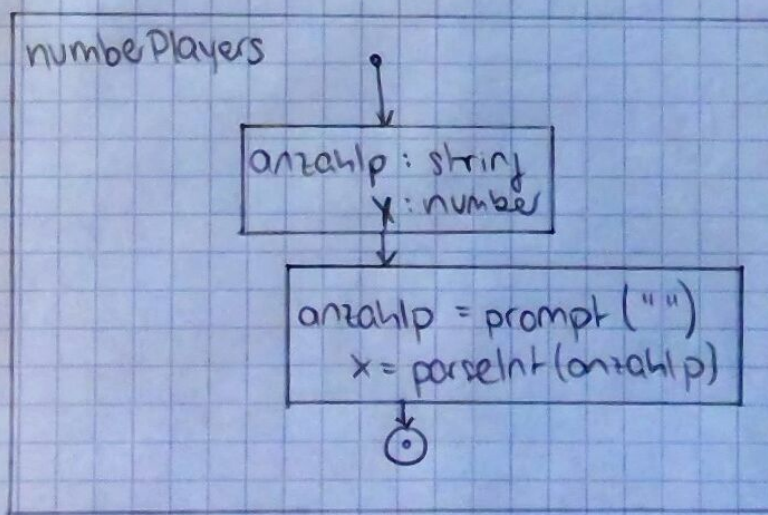 numbePlayers
anzahlp : string
x : number
anzahlp = prompt ("")
x = parseInt (anzahlp)